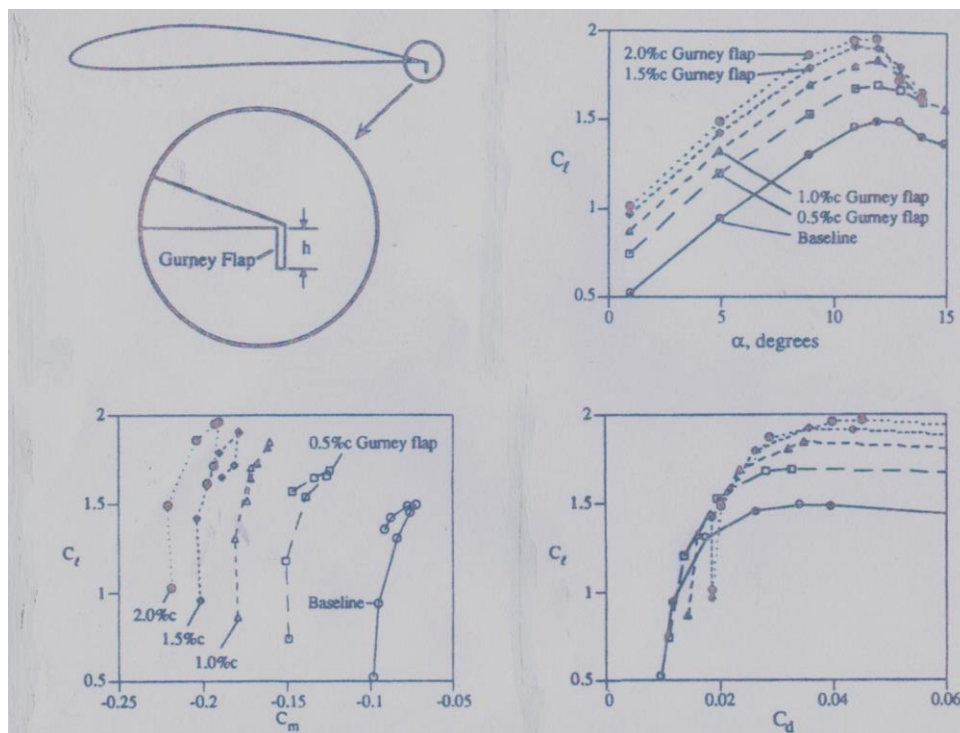 Gurney Flap
h
2
1.5
1
0.5
0
5
10
15
C_ℓ
α, degrees
2.0%c Gurney flap
1.5%c Gurney flap
1.0%c Gurney flap
0.5%c Gurney flap
Baseline
2
1.5
1
0.5
-0.25
-0.2
-0.15
-0.1
-0.05
C_ℓ
C_m
0.5%c Gurney flap
Baseline
2.0%c
1.5%c
1.0%c
2
1.5
1
0.5
0
0.02
0.04
0.06
C_ℓ
C_d